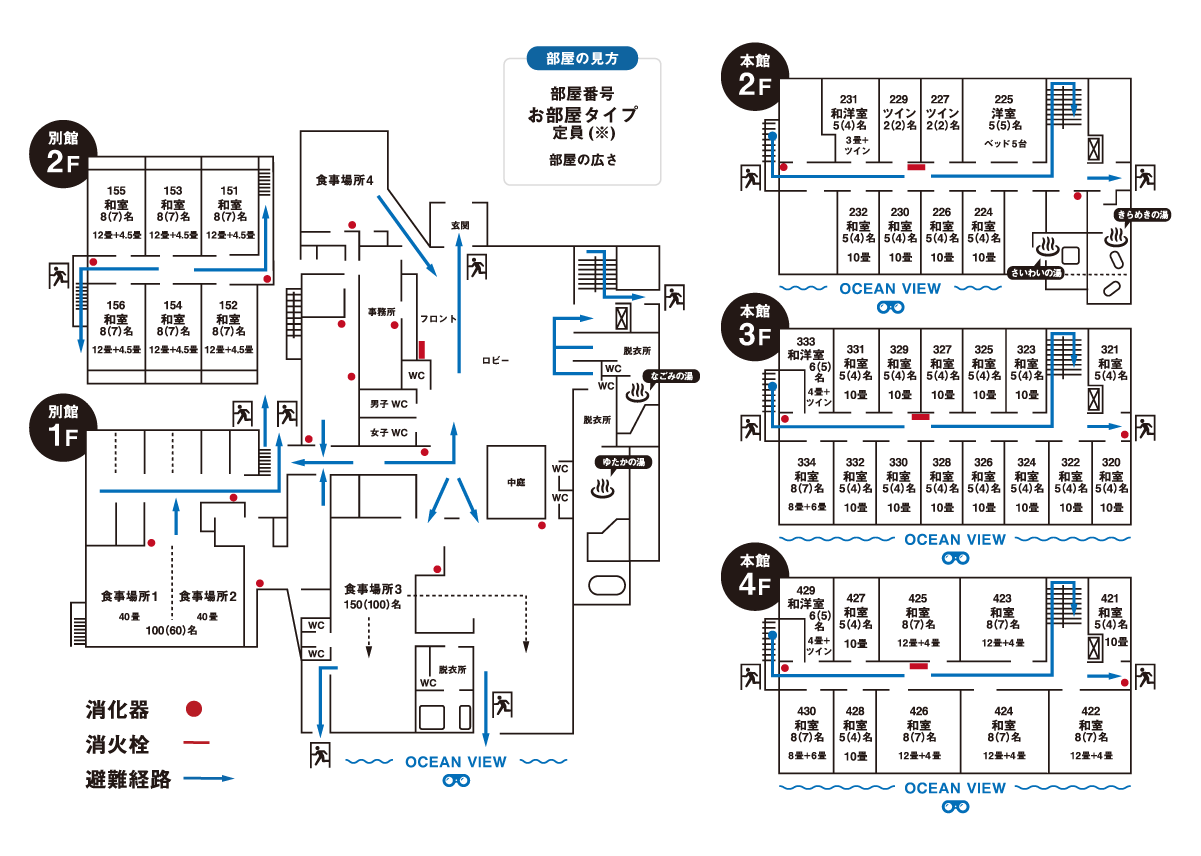 部屋の見方
部屋番号
お部屋タイプ
定員(※)
部屋の広さ
別館
2F
155
和室
8(7)名
12畳+4.5畳
153
和室
8(7)名
12畳+4.5畳
151
和室
8(7)名
12畳+4.5畳
156
和室
8(7)名
12畳+4.5畳
154
和室
8(7)名
12畳+4.5畳
152
和室
8(7)名
12畳+4.5畳
別館
1F
食事場所1
40畳
食事場所2
40畳
100(60)名
食事場所4
玄関
事務所
フロント
ロビー
WC
男子WC
女子WC
脱衣所
WC
WC
なごみの湯
脱衣所
ゆたかの湯
中庭
WC
WC
食事場所3
150(100)名
WC
WC
脱衣所
WC
OCEAN VIEW
消化器
消火栓
避難経路
本館
2F
231
和洋室
5(4)名
3畳+
ツイン
229
ツイン
2(2)名
227
ツイン
2(2)名
225
洋室
5(5)名
ベッド5台
232
和室
5(4)名
10畳
230
和室
5(4)名
10畳
226
和室
5(4)名
10畳
224
和室
5(4)名
10畳
きらめきの湯
さいわいの湯
OCEAN VIEW
本館
3F
333
和洋室
6(5)
名
4畳+
ツイン
331
和室
5(4)名
10畳
329
和室
5(4)名
10畳
327
和室
5(4)名
10畳
325
和室
5(4)名
10畳
323
和室
5(4)名
10畳
321
和室
5(4)名
10畳
334
和室
8(7)名
8畳+6畳
332
和室
5(4)名
10畳
330
和室
5(4)名
10畳
328
和室
5(4)名
10畳
326
和室
5(4)名
10畳
324
和室
5(4)名
10畳
322
和室
5(4)名
10畳
320
和室
5(4)名
10畳
OCEAN VIEW
本館
4F
429
和洋室
6(5)
名
4畳+
ツイン
427
和室
5(4)名
10畳
425
和室
8(7)名
12畳+4畳
423
和室
8(7)名
12畳+4畳
421
和室
5(4)名
10畳
430
和室
8(7)名
8畳+6畳
428
和室
5(4)名
10畳
426
和室
8(7)名
12畳+4畳
424
和室
8(7)名
12畳+4畳
422
和室
8(7)名
12畳+4畳
OCEAN VIEW